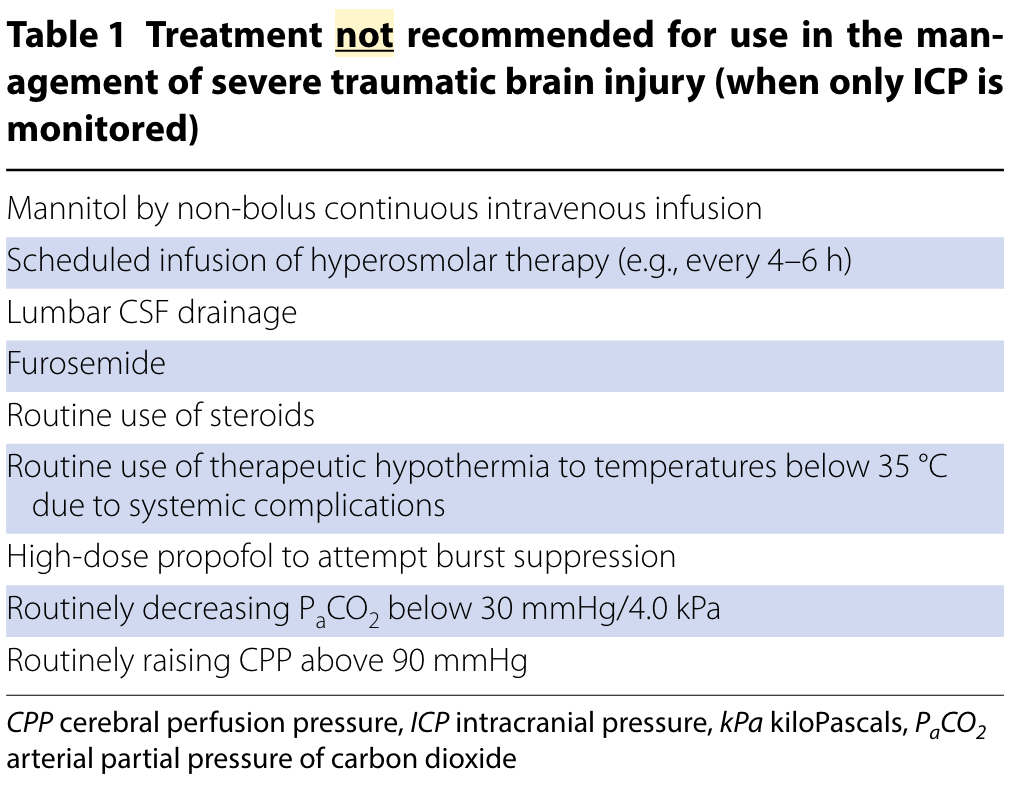 Table 1 Treatment not recommended for use in the man-
agement of severe traumatic brain injury (when only ICP is
monitored)
Mannitol by non-bolus continuous intravenous infusion
Scheduled infusion of hyperosmolar therapy (e.g., every 4–6 h)
Lumbar CSF drainage
Furosemide
Routine use of steroids
Routine use of therapeutic hypothermia to temperatures below 35 °C
due to systemic complications
High-dose propofol to attempt burst suppression
Routinely decreasing PaCO2 below 30 mmHg/4.0 kPa
Routinely raising CPP above 90 mmHg
CPP cerebral perfusion pressure, ICP intracranial pressure, kPa kiloPascals, PaCO2
arterial partial pressure of carbon dioxide